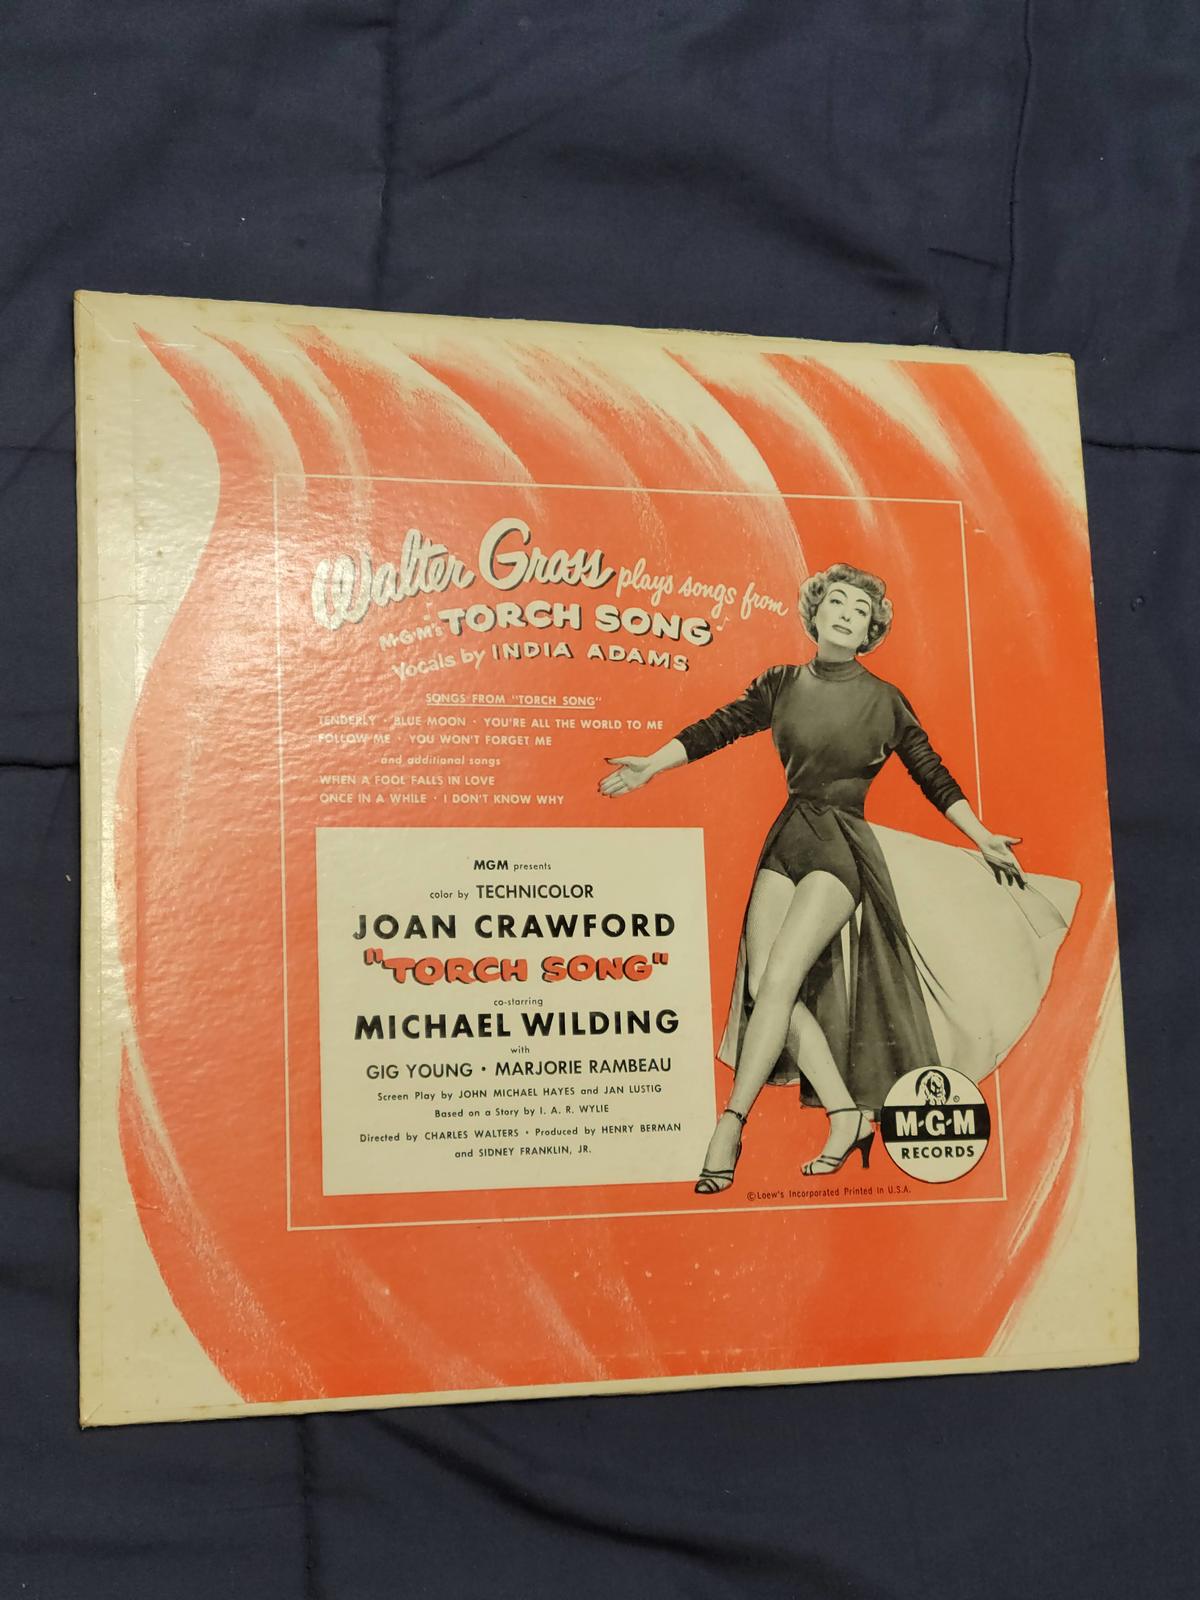 Walter Gross plays songs from
M-G-M's "TORCH SONG"
Vocals by INDIA ADAMS
SONGS FROM "TORCH SONG"
TENDERLY • BLUE MOON • YOU'RE ALL THE WORLD TO ME
FOLLOW ME • YOU WON'T FORGET ME
and additional songs
WHEN A FOOL FALLS IN LOVE
ONCE IN A WHILE • I DON'T KNOW WHY
MGM presents
color by TECHNICOLOR
JOAN CRAWFORD
"TORCH SONG"
co-starring
MICHAEL WILDING
with
GIG YOUNG • MARJORIE RAMBEAU
Screen Play by JOHN MICHAEL HAYES and JAN LUSTIG
Based on a Story by I. A. R. WYLIE
Directed by CHARLES WALTERS • Produced by HENRY BERMAN
and SIDNEY FRANKLIN, JR.
®
M-G-M
RECORDS
©Loew's Incorporated Printed in U.S.A.